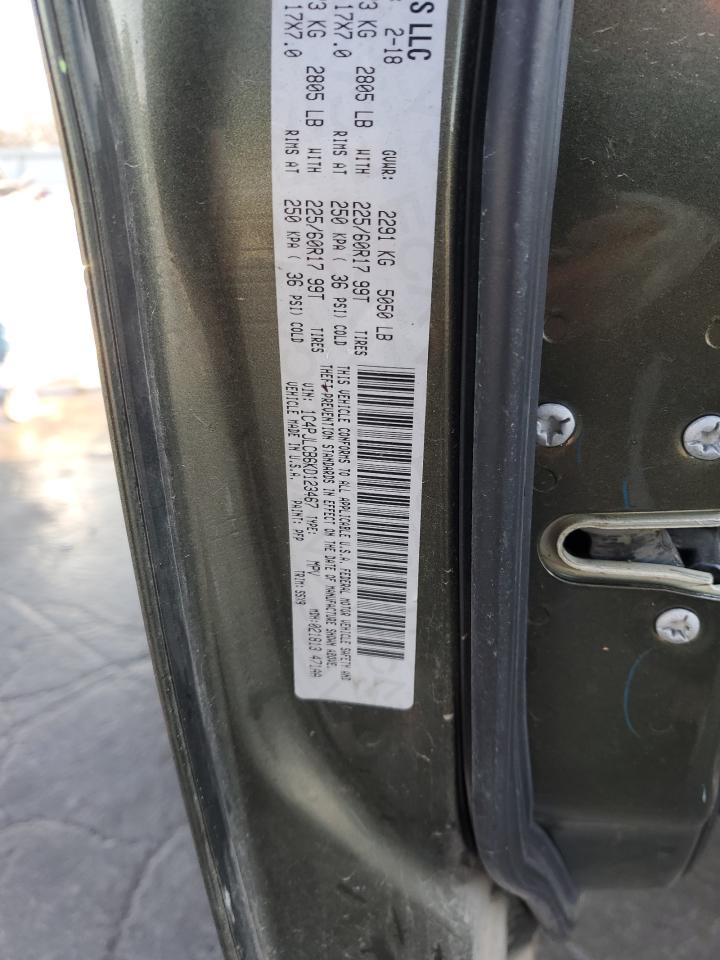 S LLC
2-18
GVWR: 2291 KG 5050 LB
3 KG 2805 LB WITH 225/60R17 99T TIRES
17X7.0 RIMS AT 250 KPA ( 36 PSI) COLD
3 KG 2805 LB WITH 225/60R17 99T TIRES
17X7.0 RIMS AT 250 KPA ( 36 PSI) COLD
THIS VEHICLE CONFORMS TO ALL APPLICABLE U.S.A. FEDERAL MOTOR VEHICLE SAFETY AND
THEFT PREVENTION STANDARDS IN EFFECT ON THE DATE OF MANUFACTURE SHOWN ABOVE.
VIN: 1C4PJLCB6KD123467 TYPE: MPV MDH:021813 471AA
VEHICLE MADE IN U.S.A. PAINT: PFP TRIM: S5X9